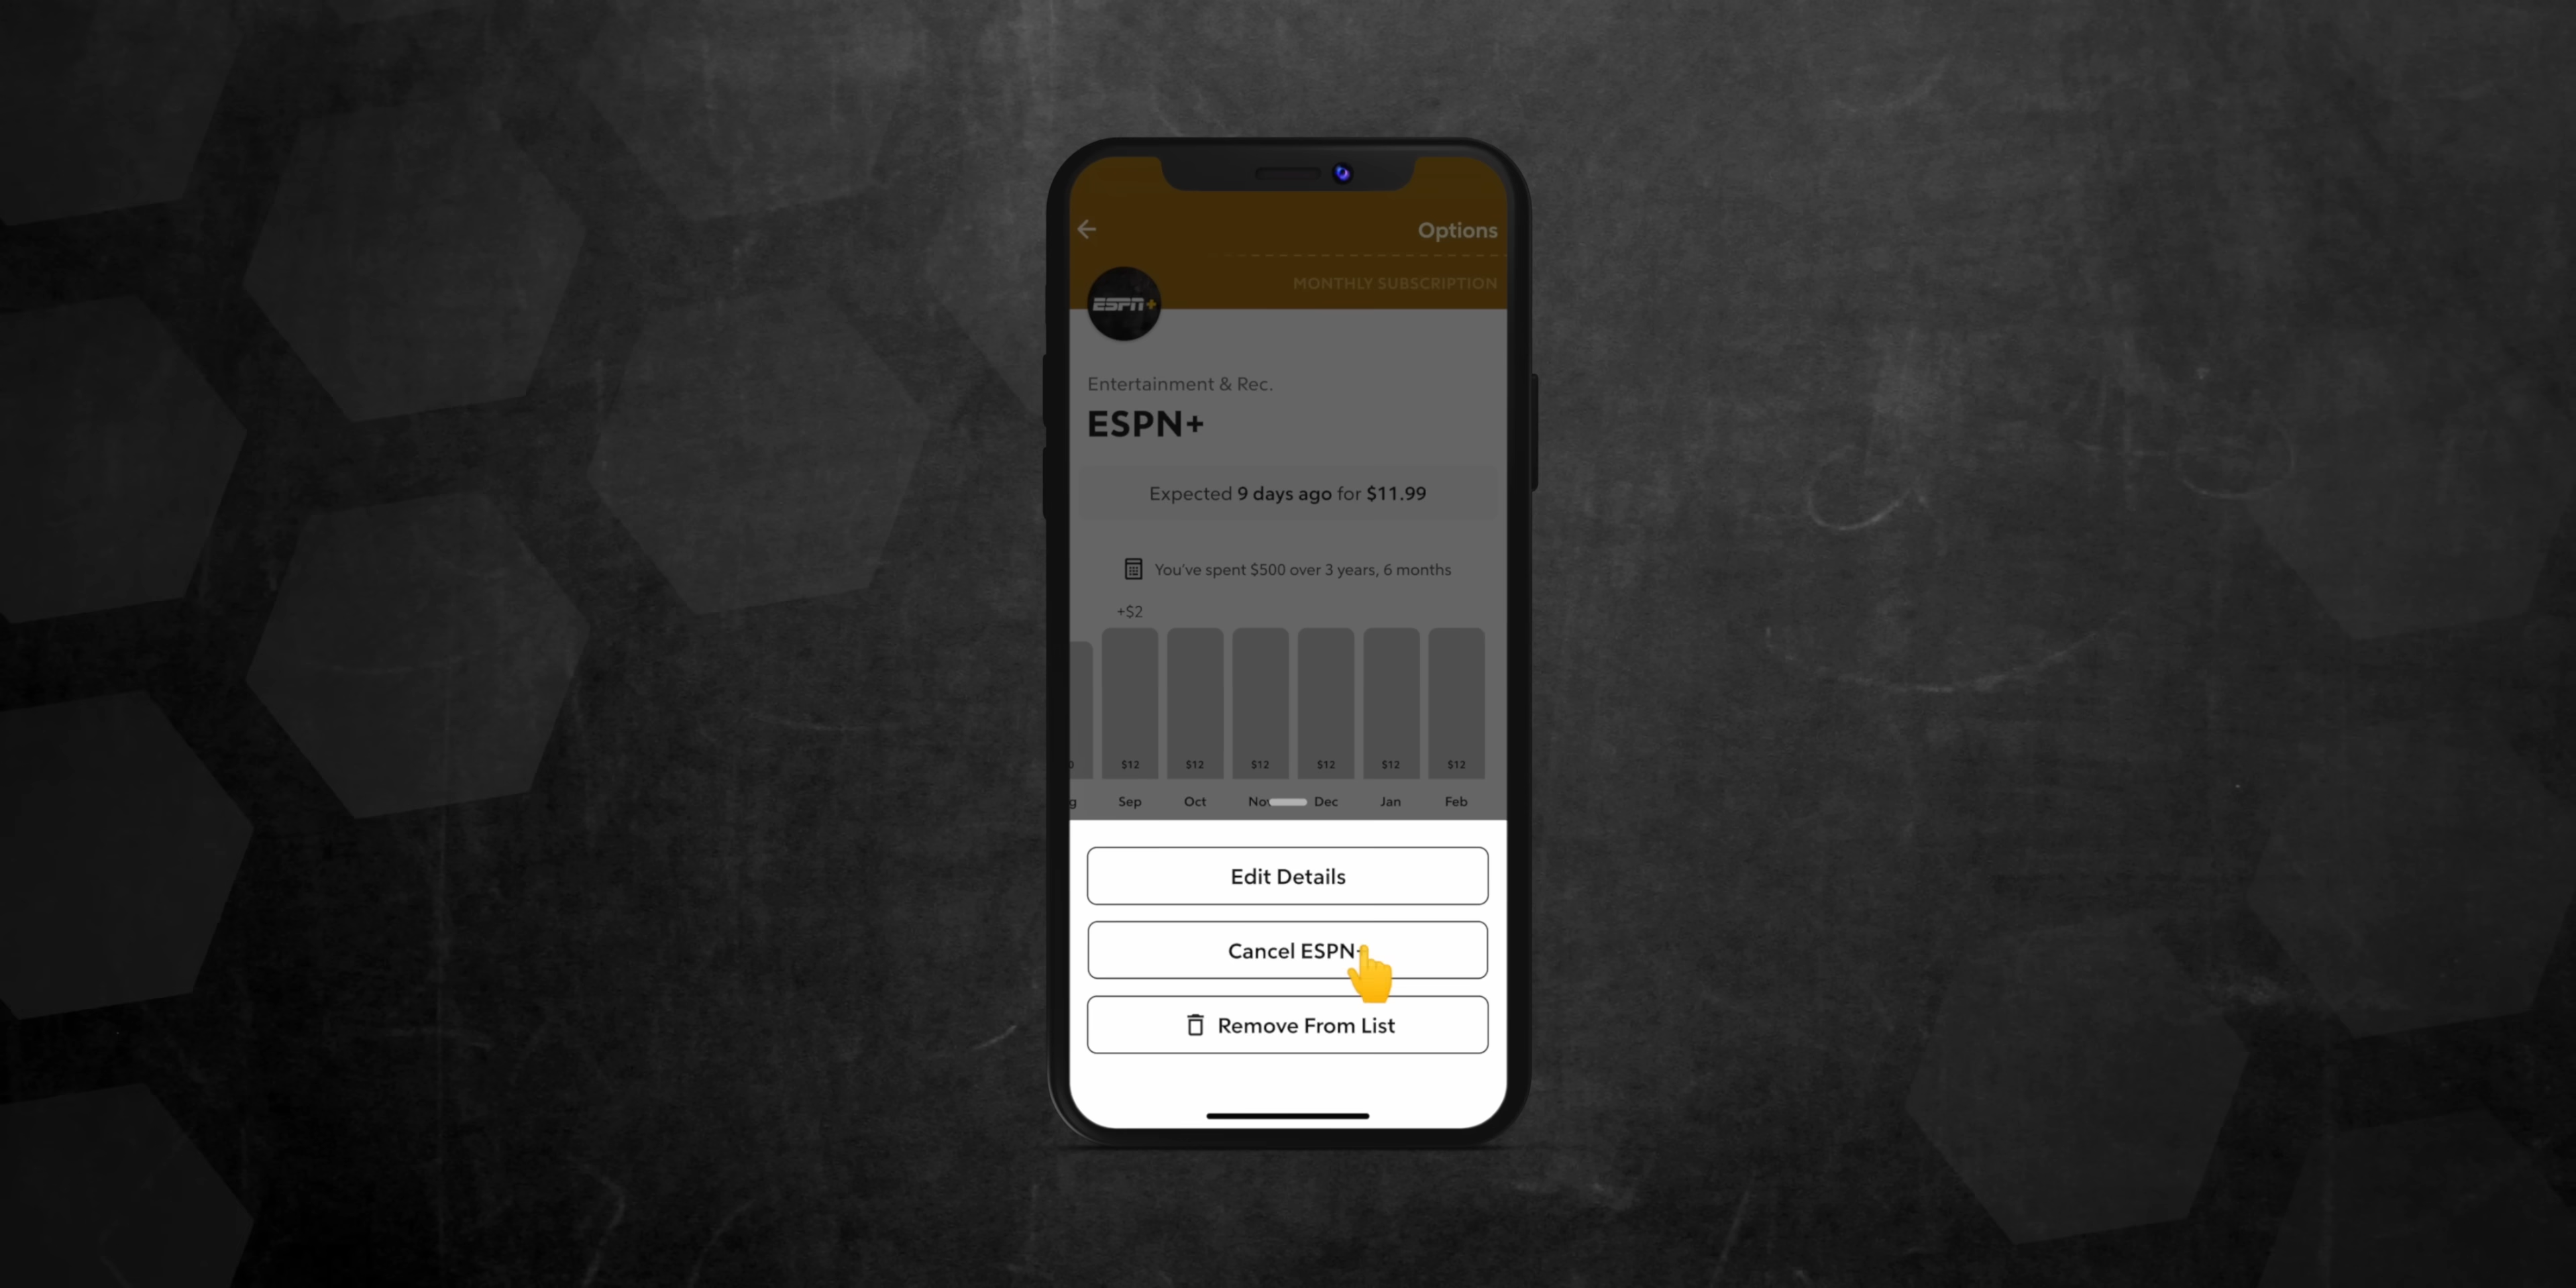 Options
MONTHLY SUBSCRIPTION
ESPN+
Entertainment & Rec.
ESPN+
Expected 9 days ago for $11.99
You've spent $500 over 3 years, 6 months
+$2
$12 $12 $12 $12 $12 $12
g Sep Oct Nov Dec Jan Feb
Edit Details
Cancel ESPN+
Remove From List